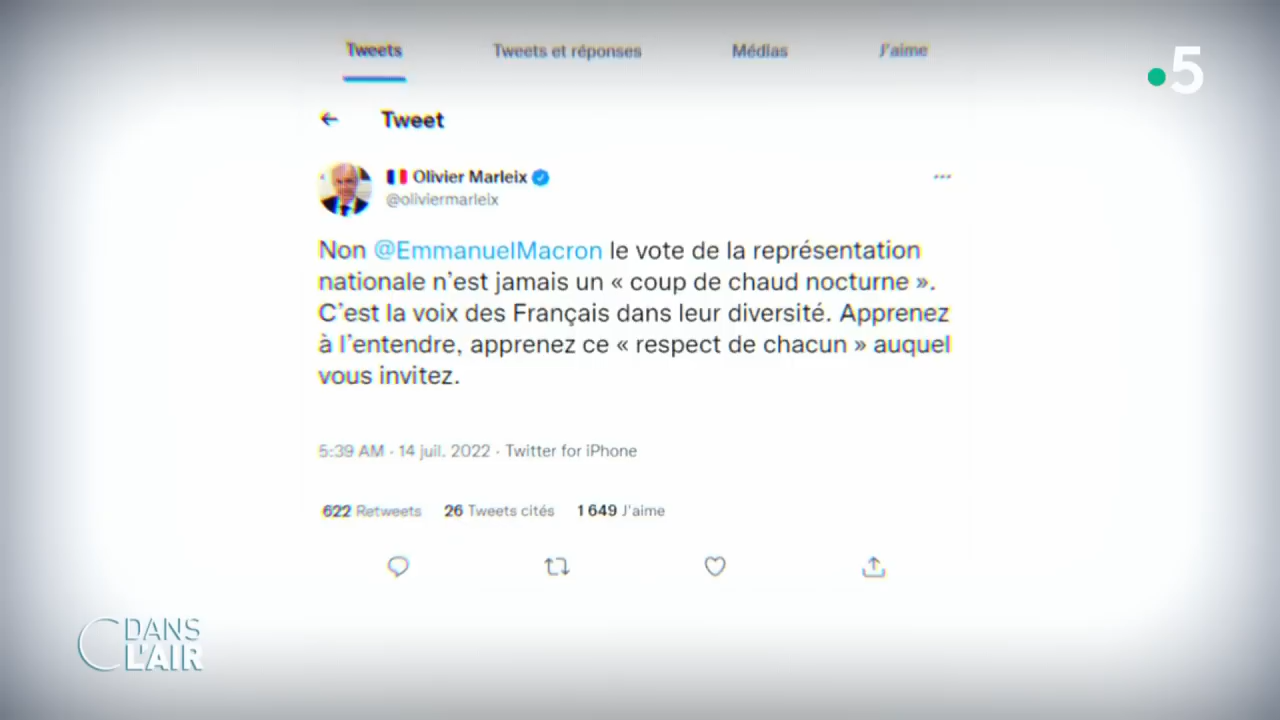 Tweets Tweets et réponses Médias J'aime
5
Tweet
Olivier Marleix
@oliviermarleix
Non @EmmanuelMacron le vote de la représentation
nationale n'est jamais un « coup de chaud nocturne ».
C'est la voix des Français dans leur diversité. Apprenez
à l'entendre, apprenez ce « respect de chacun » auquel
vous invitez.
5:39 AM · 14 juil. 2022 · Twitter for iPhone
622 Retweets 26 Tweets cités 1 649 J'aime
C DANS
L'AIR